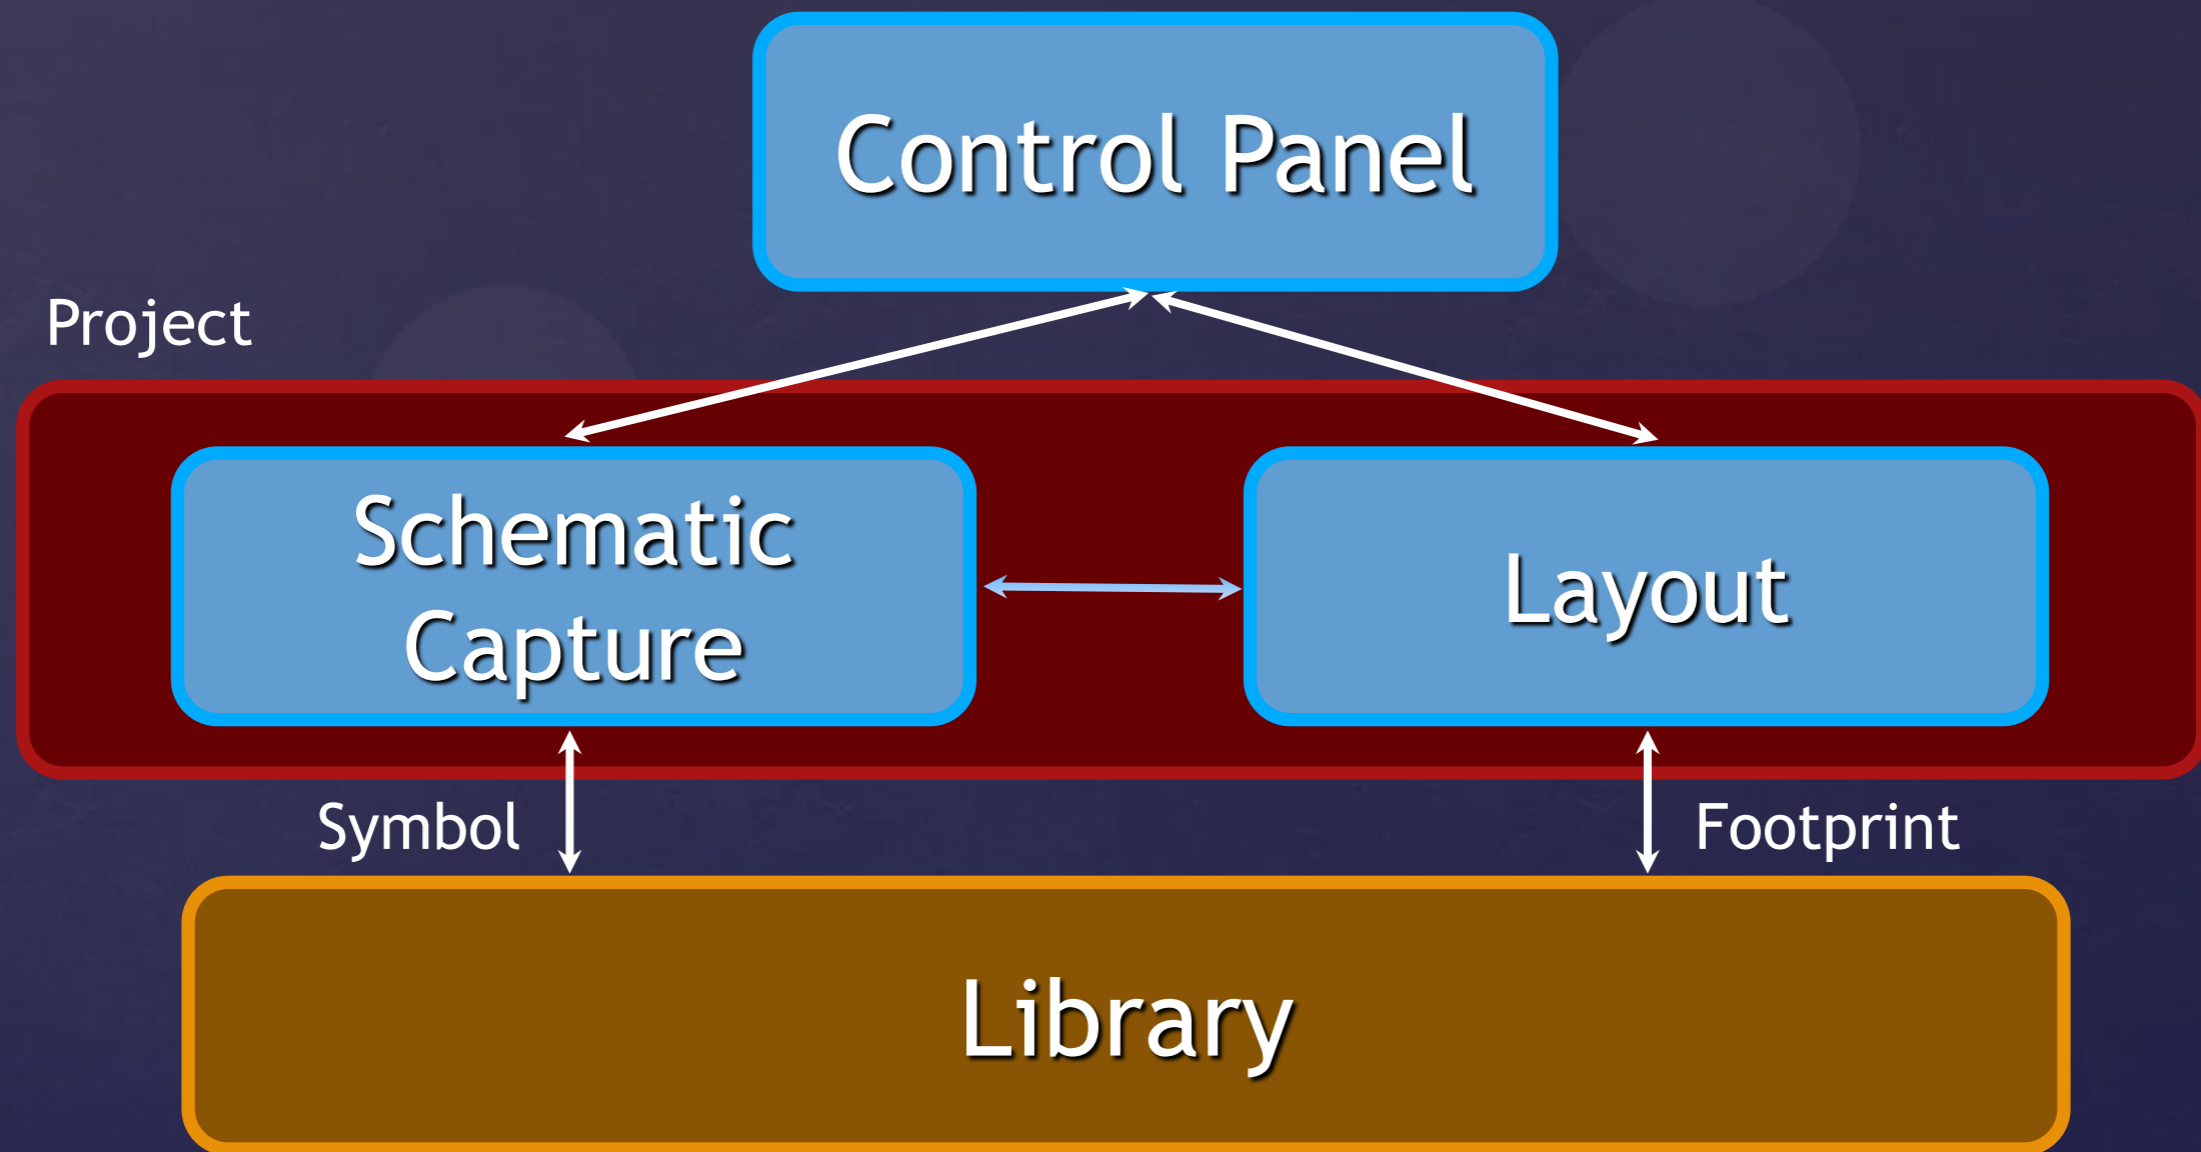 Control Panel
Project
Schematic
Capture
Layout
Symbol
Footprint
Library